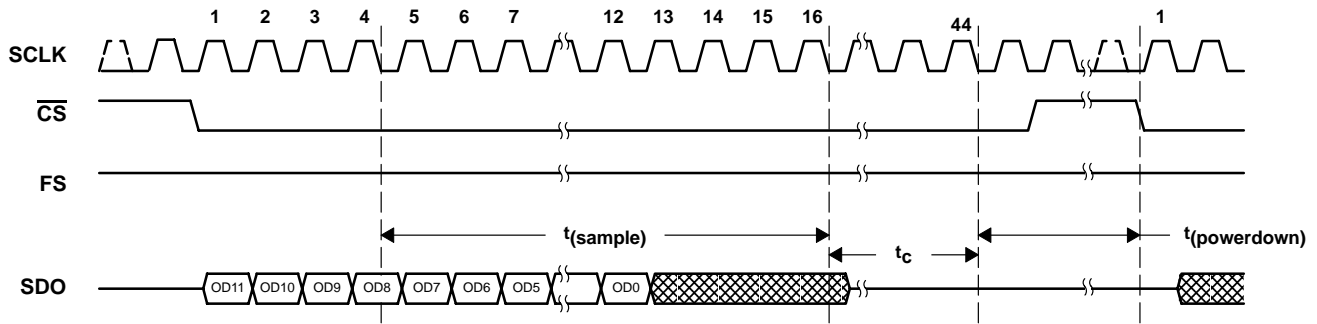 1 2 3 4 5 6 7 12 13 14 15 16 44 1
SCLK
CS
FS
t(sample)
tC
t(powerdown)
SDO
OD11 OD10 OD9 OD8 OD7 OD6 OD5 OD0